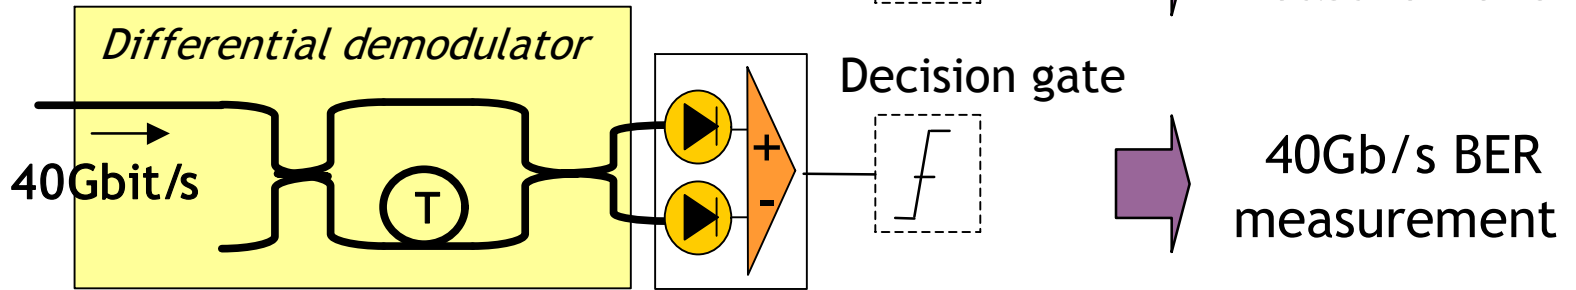 Differential demodulator
Decision gate
40Gbit/s
T
+
-
40Gb/s BER
measurement